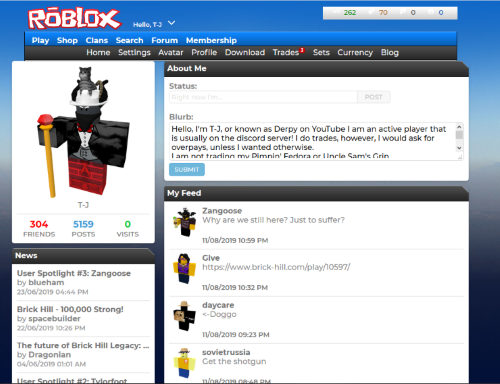 ROBLOX
Hello, T-J
262 70 0 0
Play Shop Clans Search Forum Membership
Home Settings Avatar Profile Download Trades Sets Currency Blog
T-J
304 5159 0
FRIENDS POSTS VISITS
News
User Spotlight #3: Zangoose
by blueham
23/06/2019 04:44 PM
Brick Hill - 100,000 Strong!
by spacebuilder
22/06/2019 10:26 PM
The future of Brick Hill Legacy: ...
by Dragonian
04/06/2019 01:01 AM
User Spotlight #2: Tylorfoot
About Me
Status:
Right now I'm...
POST
Blurb:
Hello, I'm T-J, or known as Derpy on YouTube I am an active player that
is usually on the discord server! I do trades, however, I would ask for
overpays, unless I wanted otherwise.
I am not trading my Pimpin' Fedora or Uncle Sam's Grin
SUBMIT
My Feed
Zangoose
Why are we still here? Just to suffer?
11/08/2019 10:59 PM
Give
https://www.brick-hill.com/play/10597/
11/08/2019 10:32 PM
daycare
<-Doggo
11/08/2019 09:23 PM
sovietrussia
Get the shotgun
11/08/2019 08:48 PM